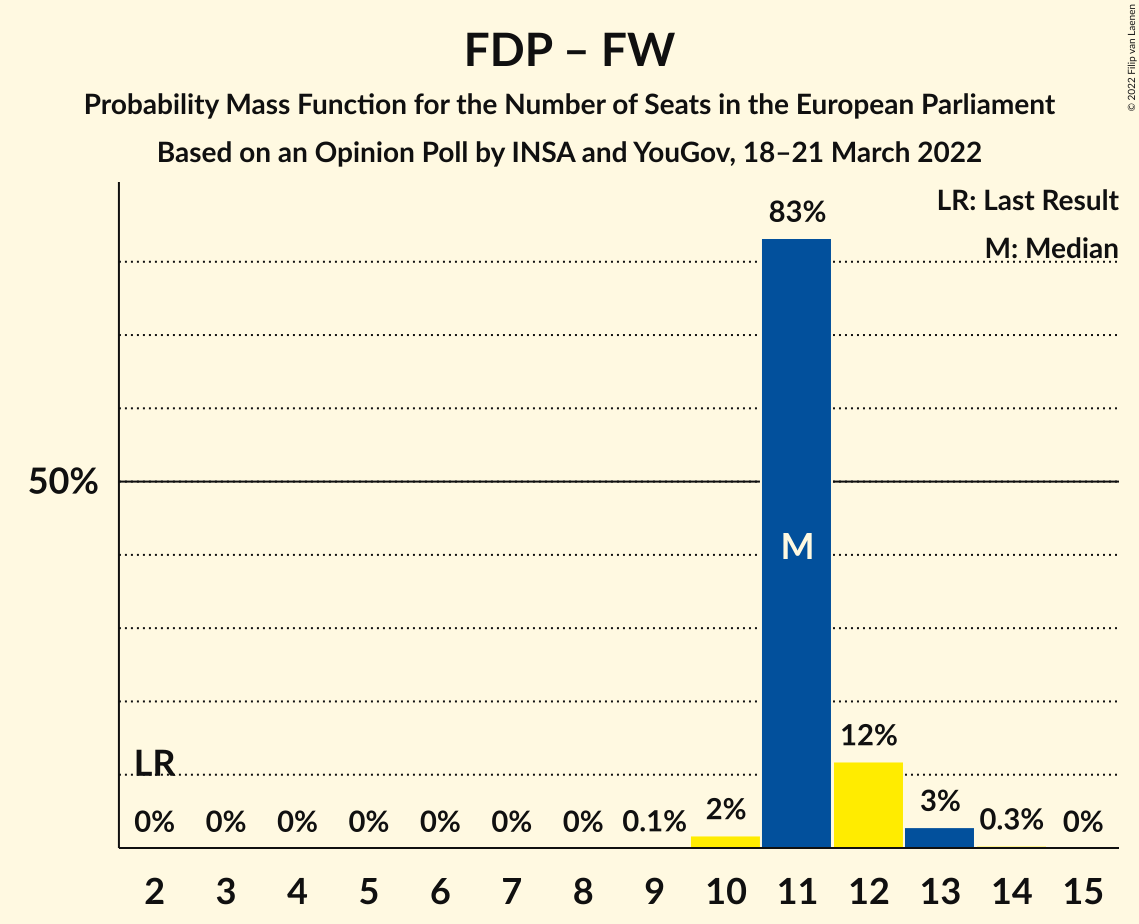 FDP – FW
Probability Mass Function for the Number of Seats in the European Parliament
Based on an Opinion Poll by INSA and YouGov, 18–21 March 2022
© 2022 Filip van Laenen
LR: Last Result
M: Median
83%
50%
M
12%
LR
0% 0% 0% 0% 0% 0% 0% 0.1% 2% 3% 0.3% 0%
2 3 4 5 6 7 8 9 10 11 12 13 14 15